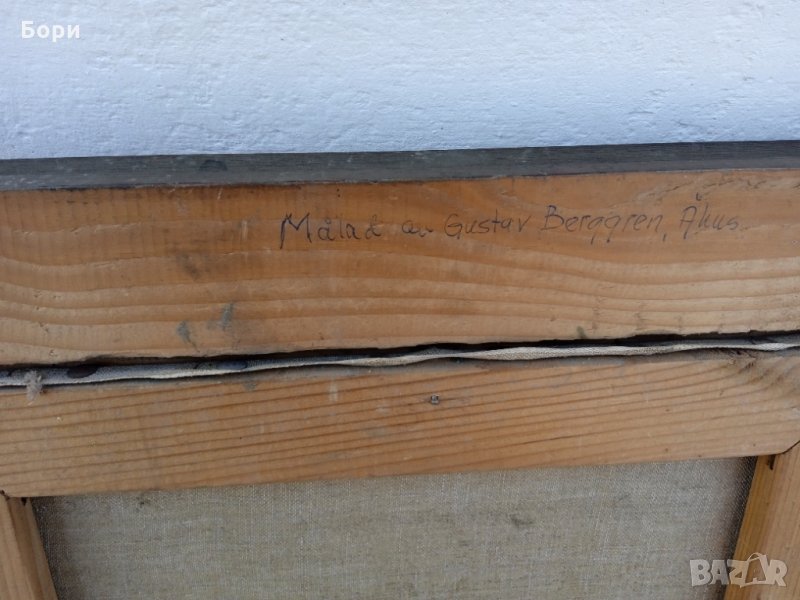 Бори
Målad av Gustav Berggren, Åhus.
BAZAR